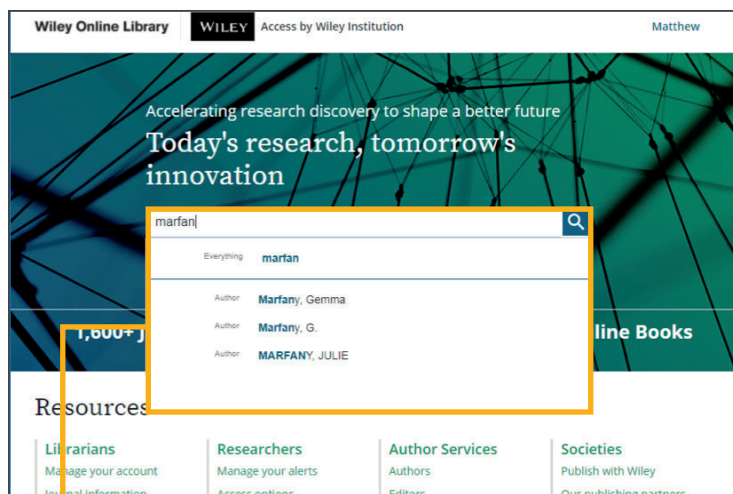 Wiley Online Library WILEY Access by Wiley Institution Matthew
Accelerating research discovery to shape a better future
Today's research, tomorrow's
innovation
marfan
Everything marfan
Author Marfany, Gemma
Author Marfany, G.
Author MARFANY, JULIE
1,600+ J line Books
Resources
Librarians Researchers Author Services Societies
Manage your account Manage your alerts Authors Publish with Wiley
Journal information Access options Editors Our publishing partners